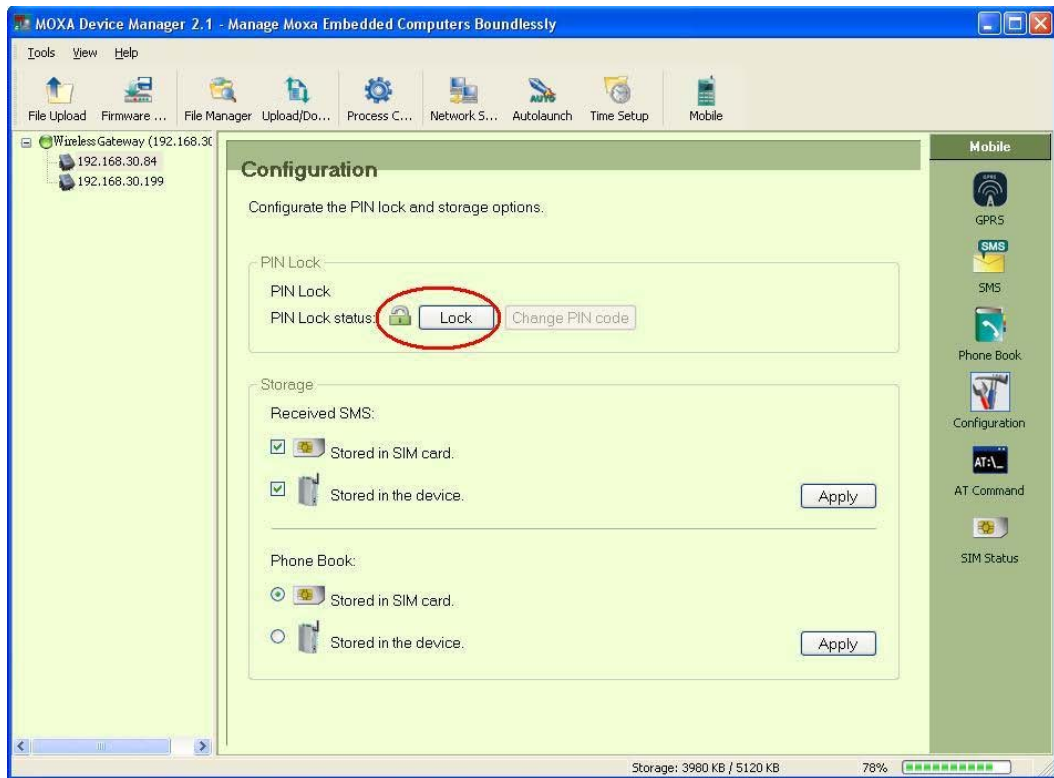 MOXA Device Manager 2.1 - Manage Moxa Embedded Computers Boundlessly
Tools View Help
File Upload Firmware ... File Manager Upload/Do... Process C... Network S... Autolaunch Time Setup Mobile
AUTO
Wireless Gateway (192.168.30
192.168.30.84
192.168.30.199
Configuration
Configurate the PIN lock and storage options.
PIN Lock
PIN Lock
PIN Lock status: Lock Change PIN code
Storage
Received SMS:
Stored in SIM card.
Stored in the device.
Apply
Phone Book:
Stored in SIM card.
Stored in the device.
Apply
Mobile
GPRS
GPRS
SMS
SMS
Phone Book
Configuration
AT:\_
AT Command
SIM Status
Storage: 3980 KB / 5120 KB 78%